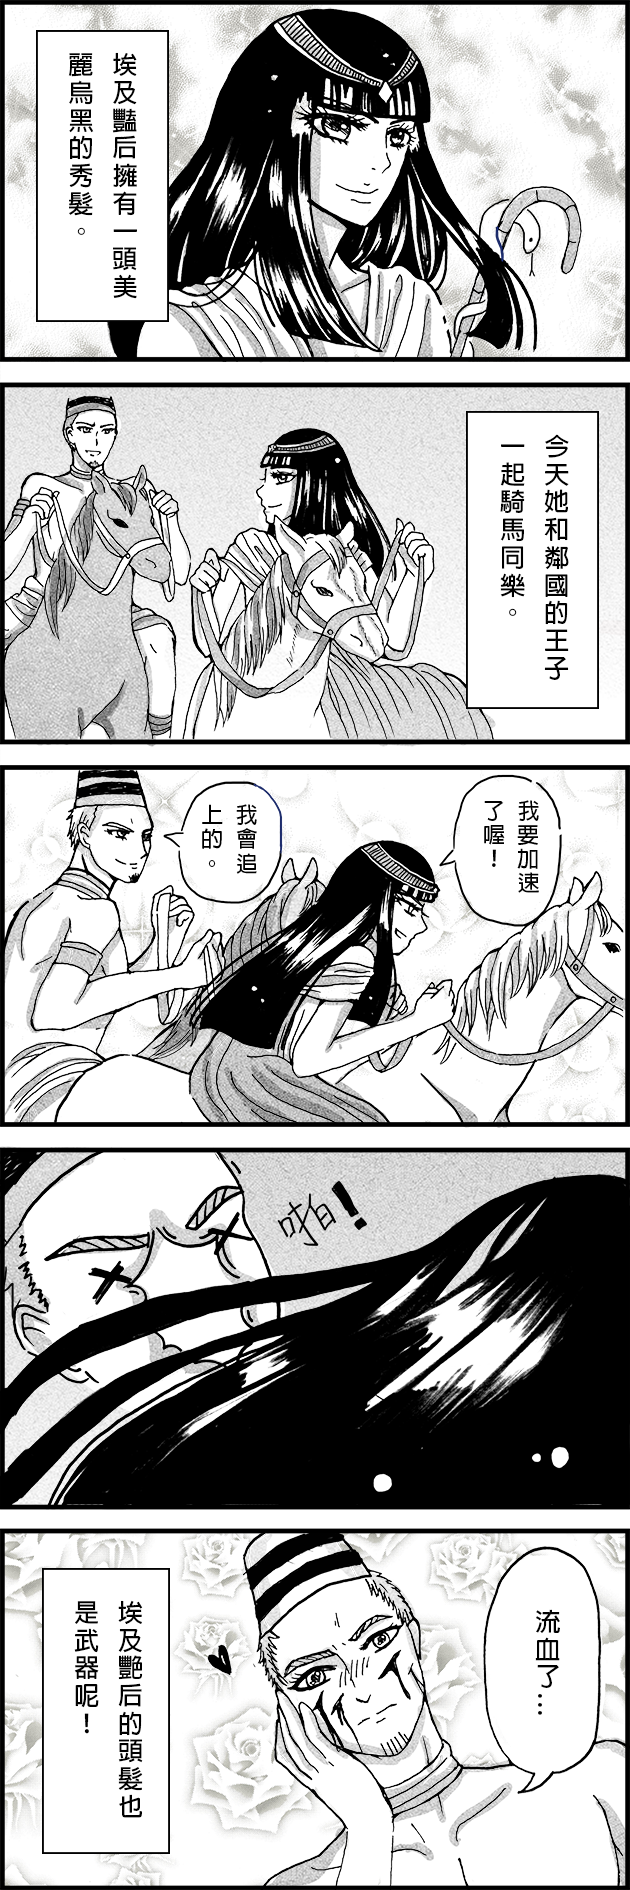 埃及豔后擁有一頭美
麗烏黑的秀髮。
今天她和鄰國的王子
一起騎馬同樂。
我要加速
了喔！
我會追
上的。
啪！
流血了…
埃及艷后的頭髮也
是武器呢！